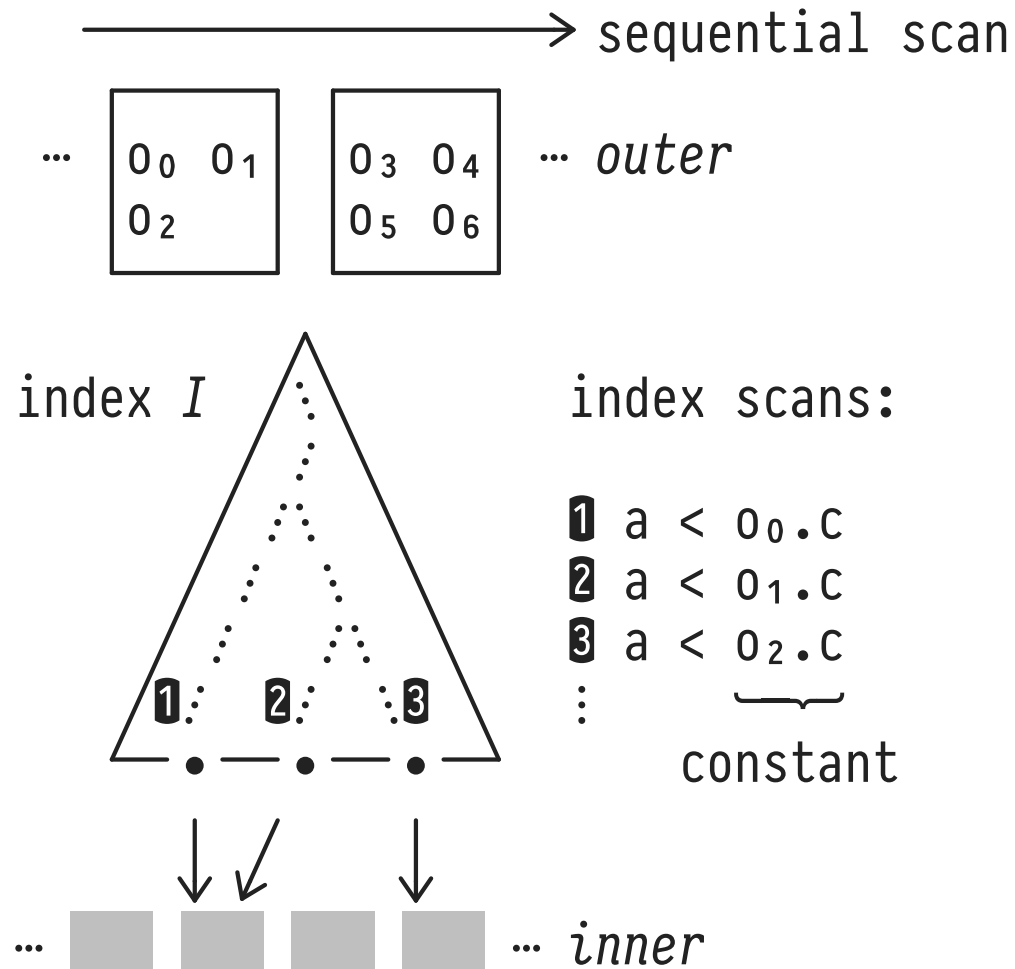 sequential scan
… o₀ o₁ o₃ o₄ … outer
o₂ o₅ o₆
index I index scans:
1 a < o₀.c
2 a < o₁.c
3 a < o₂.c
1 2 3 ⋮
constant
… … inner